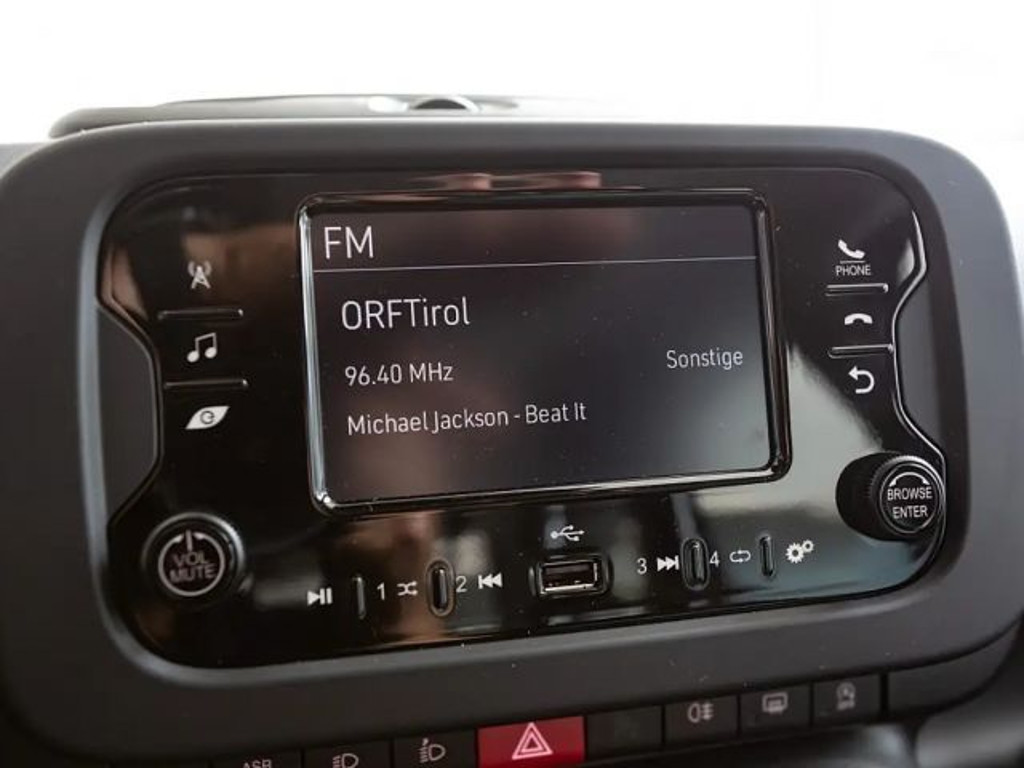 FM
ORFTirol
96.40 MHz
Sonstige
Michael Jackson - Beat It
PHONE
VOL
MUTE
BROWSE
ENTER
1
2
3
4
ASR